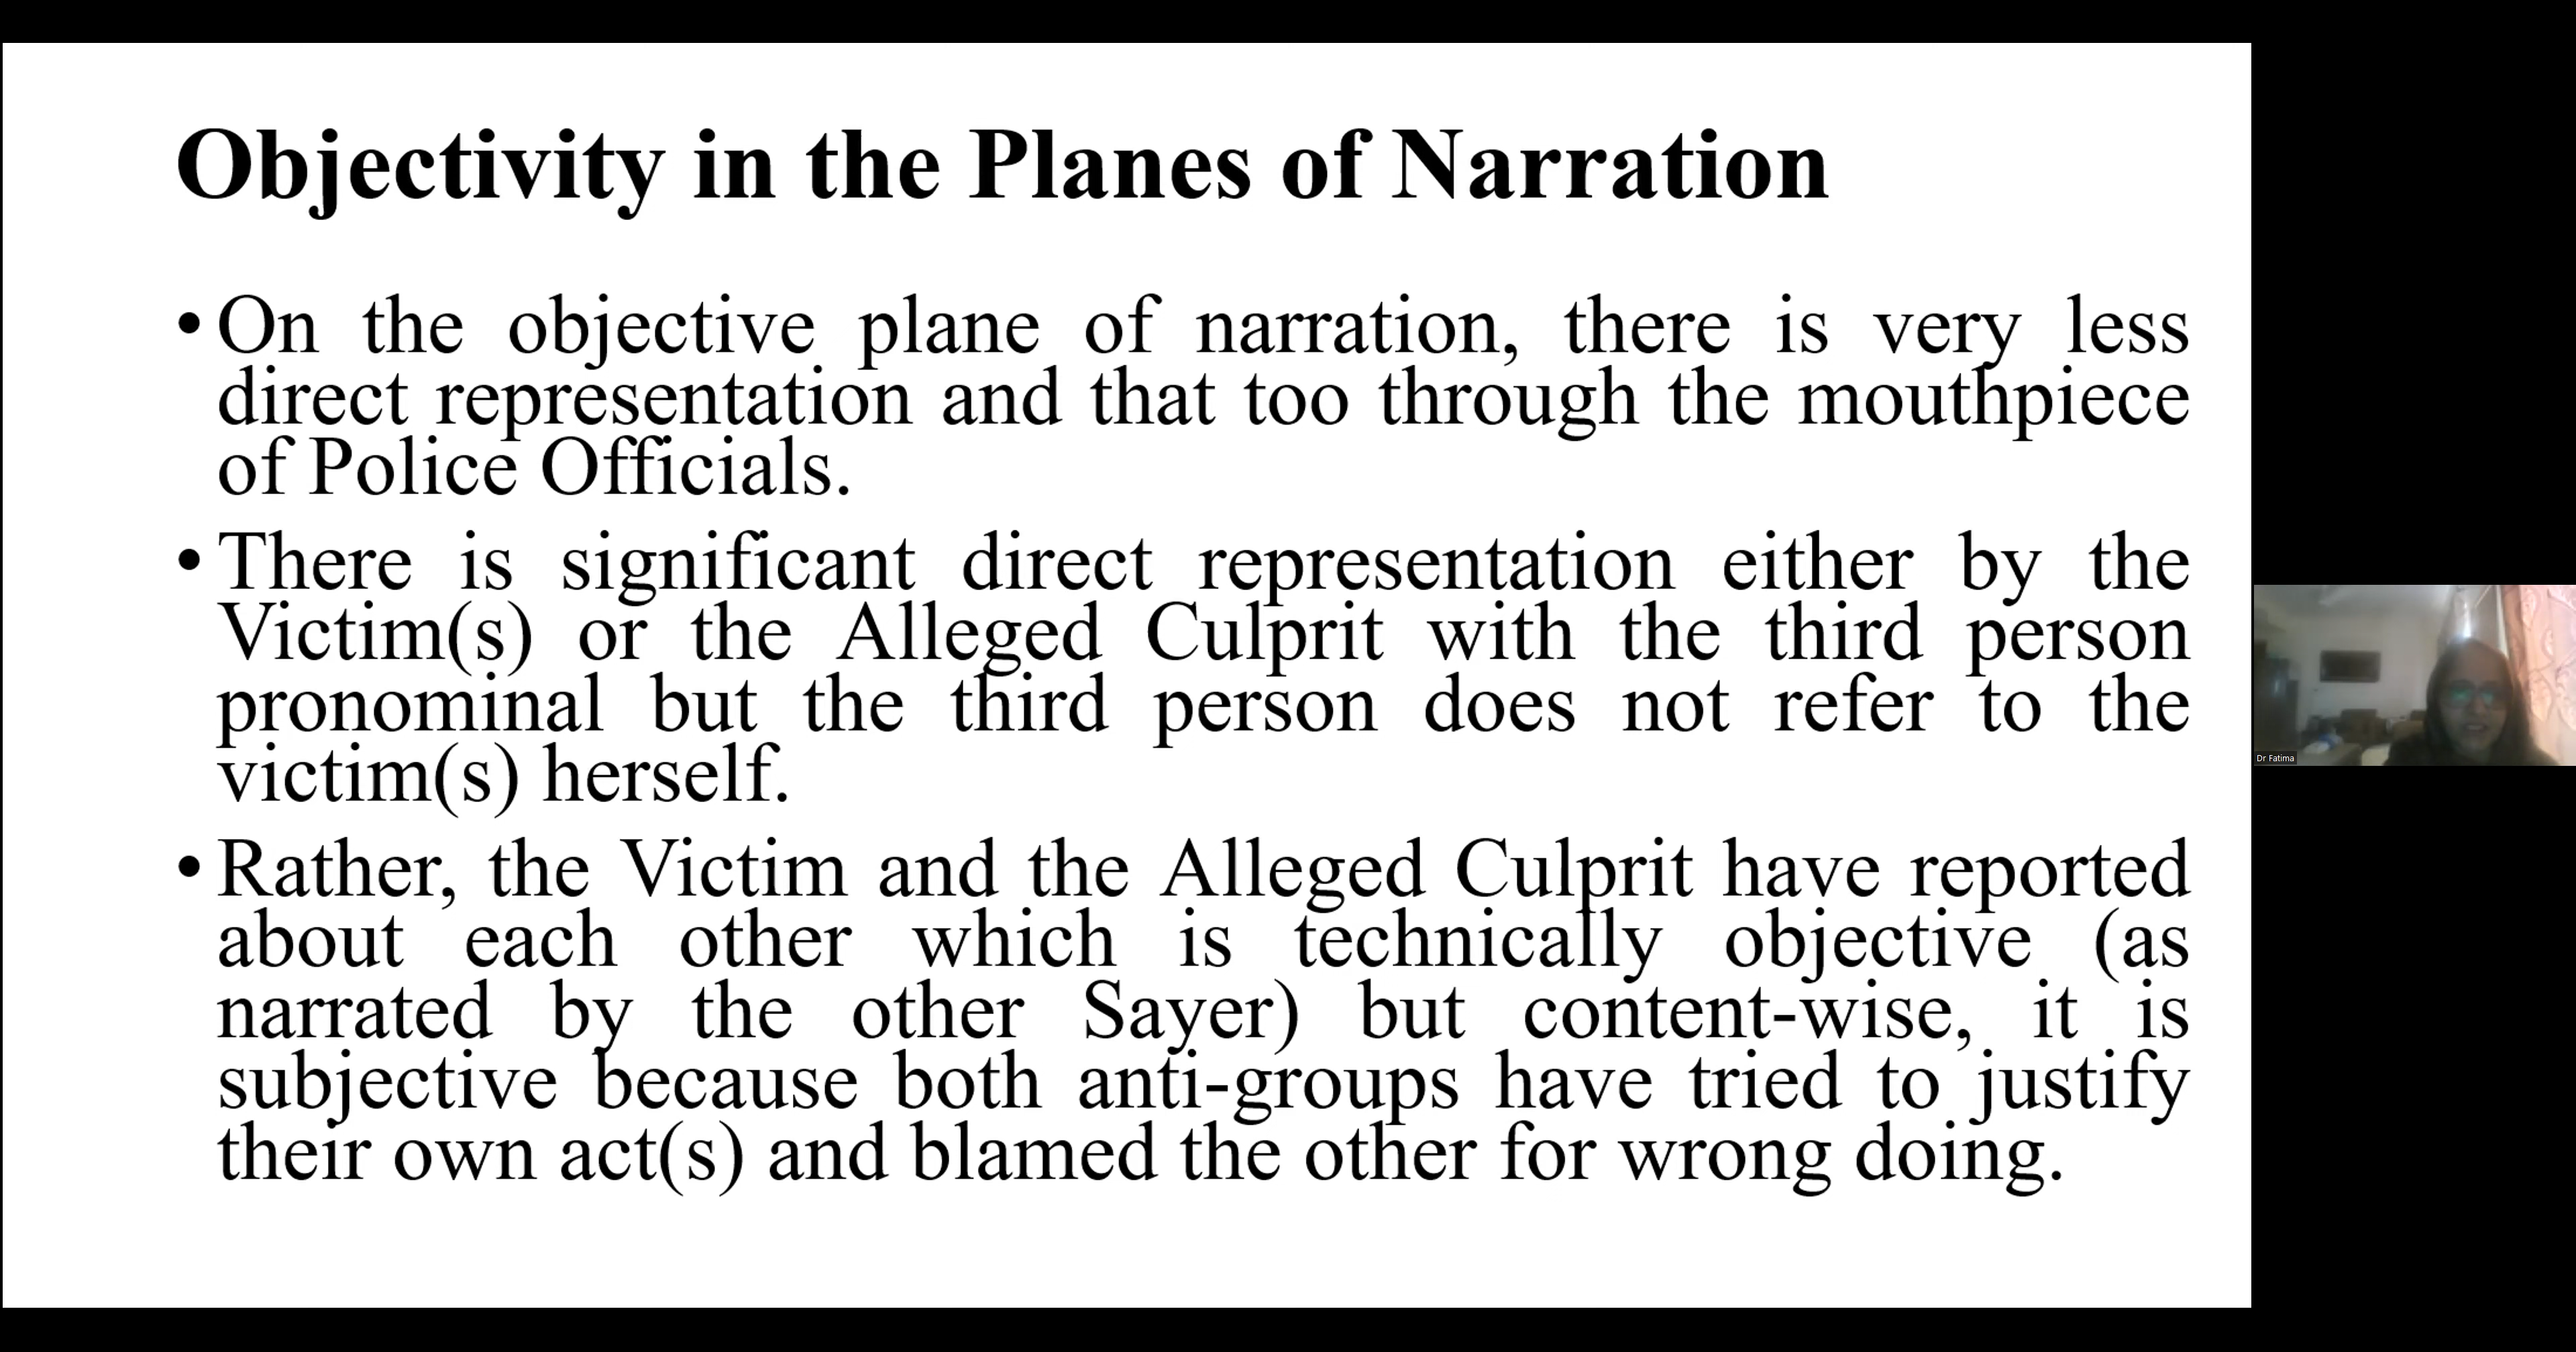 Objectivity in the Planes of Narration
• On the objective plane of narration, there is very less
direct representation and that too through the mouthpiece
of Police Officials.
• There is significant direct representation either by the
Victim(s) or the Alleged Culprit with the third person
pronominal but the third person does not refer to the
victim(s) herself.
• Rather, the Victim and the Alleged Culprit have reported
about each other which is technically objective (as
narrated by the other Sayer) but content-wise, it is
subjective because both anti-groups have tried to justify
their own act(s) and blamed the other for wrong doing.
Dr Fatima